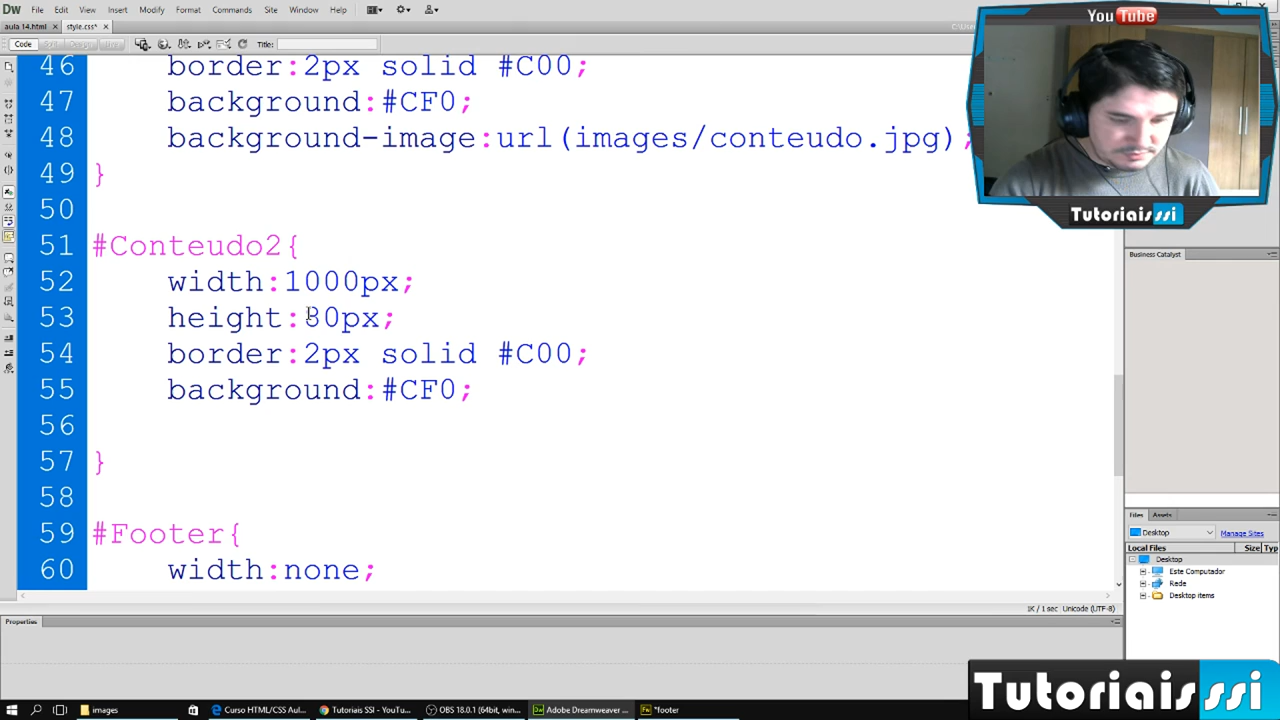 Dw File Edit View Insert Modify Format Commands Site Window Help
aula 14.html × style.css* ×
Code Title:
46 border:2px solid #C00;
47 background:#CF0;
48 background-image:url(images/conteudo.jpg);
49 }
50
51 #Conteudo2{
52 width:1000px;
53 height:80px;
54 border:2px solid #C00;
55 background:#CF0;
56
57 }
58
59 #Footer{
60 width:none;
1K / 1 sec Unicode (UTF-8)
Properties
You Tube
Tutoriais ssi
Business Catalyst
Files Assets
Desktop Manage Sites
Local Files Size Typ
Desktop
Este Computador
Rede
Desktop items
Tutoriais ssi
images Curso HTML/CSS Aul... Tutoriais SSI - YouTu... OBS 18.0.1 (64bit, win... Adobe Dreamweaver ... *footer